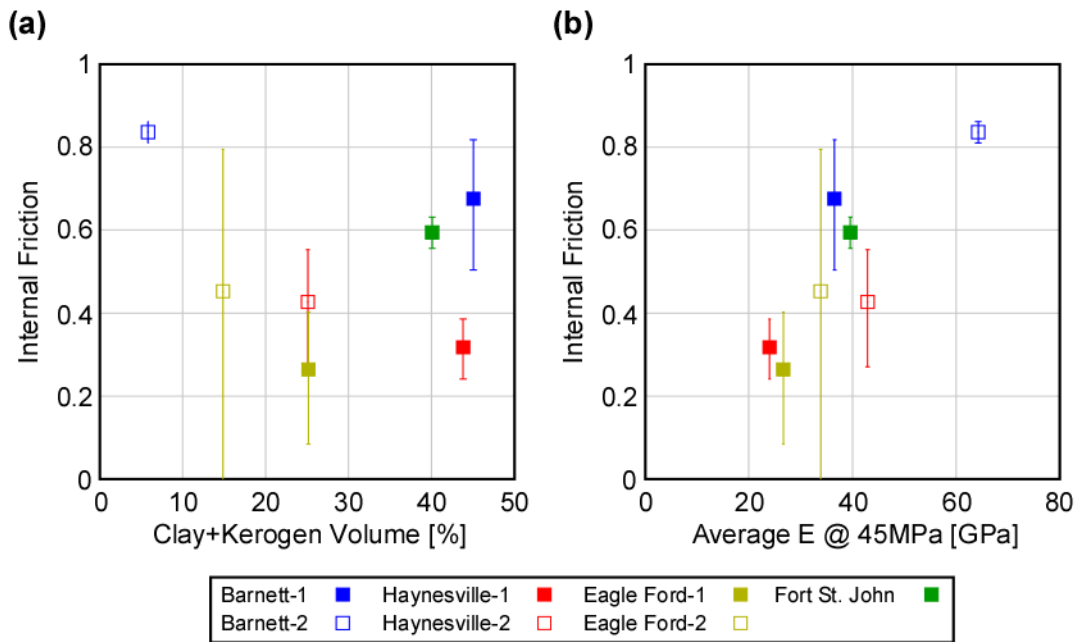 (a)
(b)
Internal Friction
1
0.8
0.6
0.4
0.2
0
0 10 20 30 40 50
Clay+Kerogen Volume [%]
Internal Friction
1
0.8
0.6
0.4
0.2
0
0 20 40 60 80
Average E @ 45MPa [GPa]
Barnett-1 Haynesville-1 Eagle Ford-1 Fort St. John
Barnett-2 Haynesville-2 Eagle Ford-2